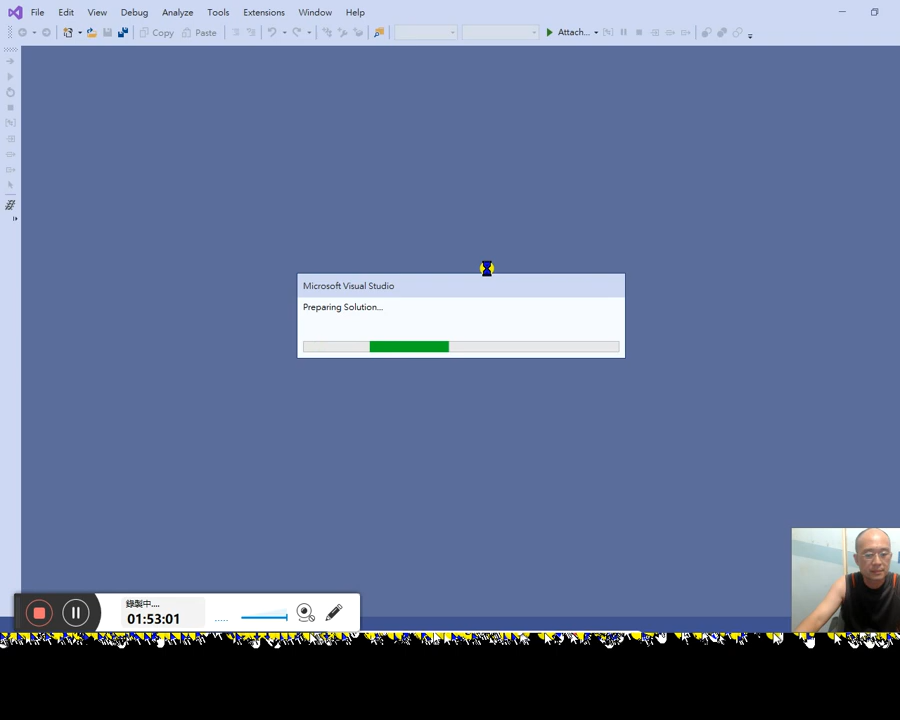 File Edit View Debug Analyze Tools Extensions Window Help
Copy Paste Attach...
Microsoft Visual Studio
Preparing Solution...
錄製中....
01:53:01